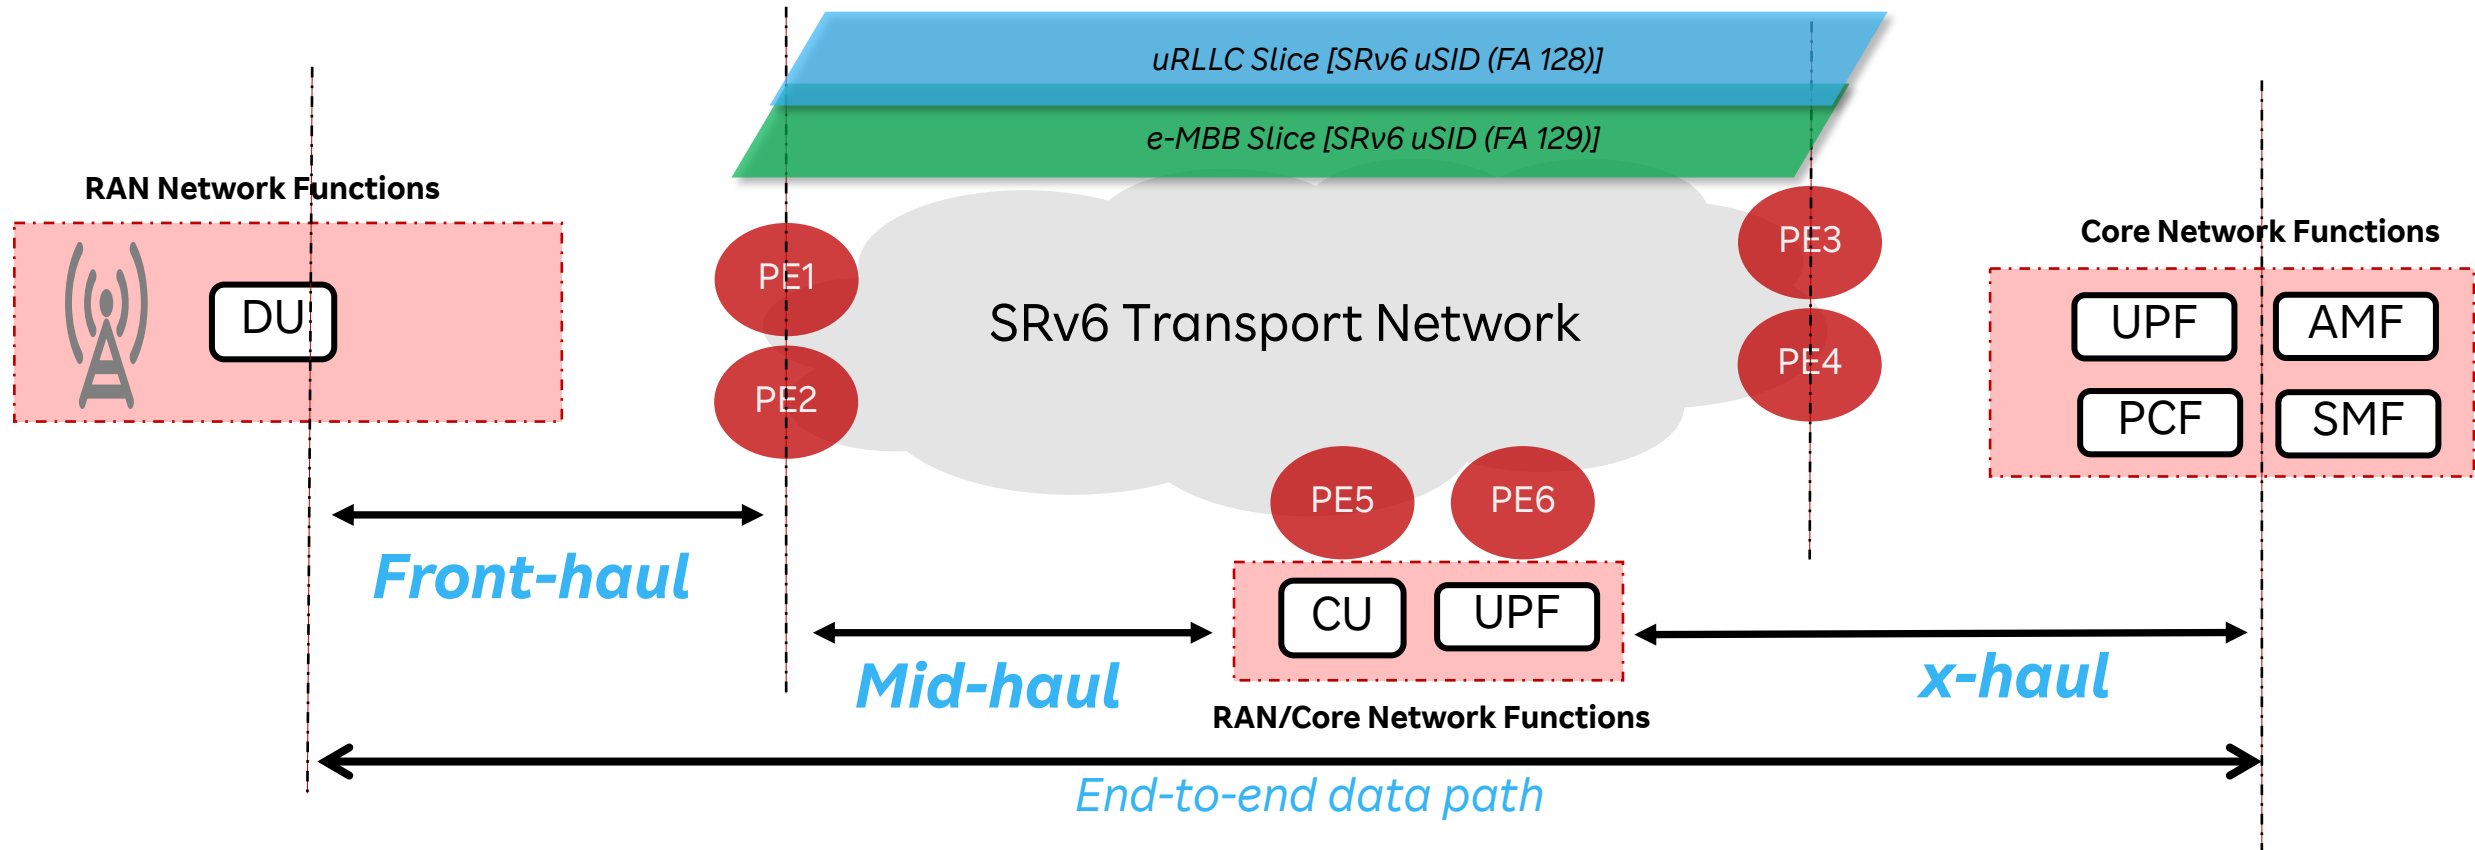 uRLLC Slice [SRv6 uSID (FA 128)]
e-MBB Slice [SRv6 uSID (FA 129)]
RAN Network Functions
DU
PE1
PE2
SRv6 Transport Network
PE3
PE4
Core Network Functions
UPF
AMF
PCF
SMF
PE5
PE6
CU
UPF
RAN/Core Network Functions
Front-haul
Mid-haul
x-haul
End-to-end data path